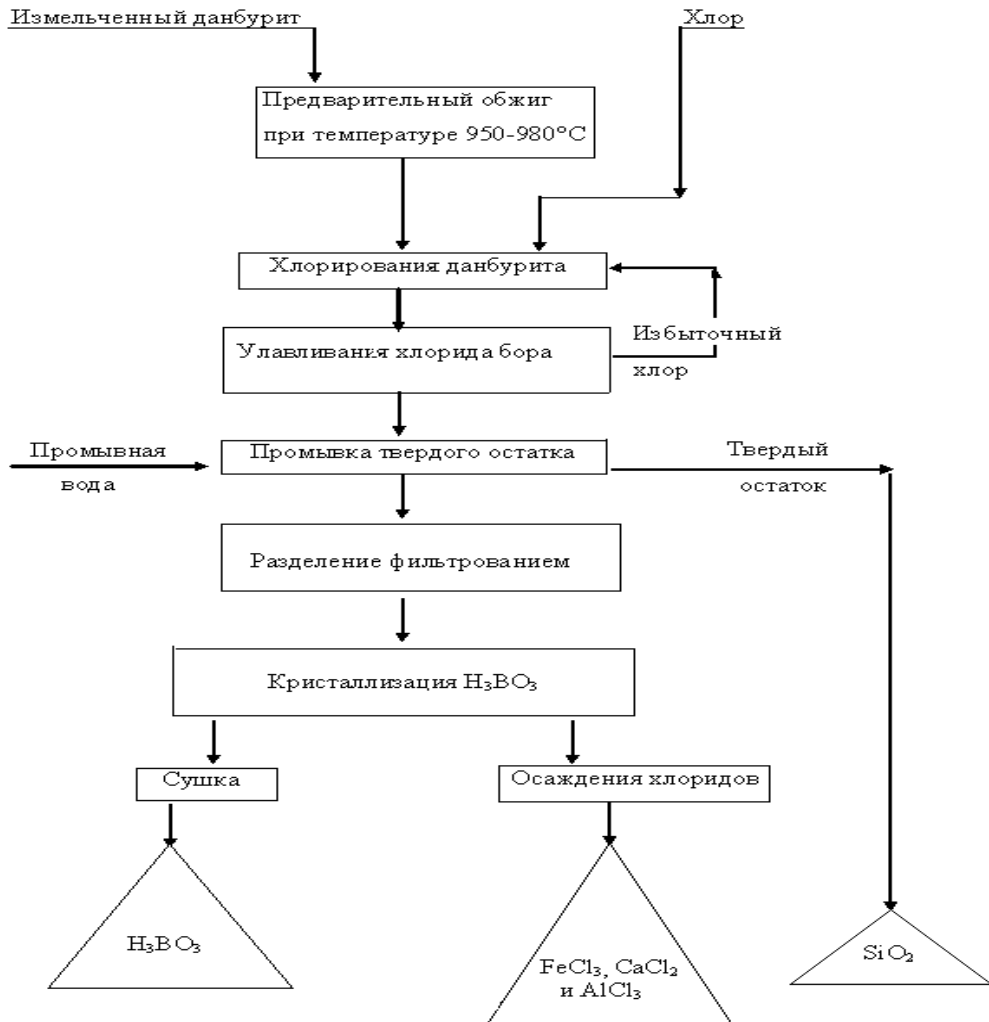 Измельченный данбурит
Хлор
Предварительный обжиг
при температуре 950-980°С
Хлорирования данбурита
Улавливания хлорида бора
Избыточный
хлор
Промывная
вода
Промывка твердого остатка
Твердый
остаток
Разделение фильтрованием
Кристаллизация H₃BO₃
Сушка
Осаждения хлоридов
H₃BO₃
FeCl₃, CaCl₂
и AlCl₃
SiO₂